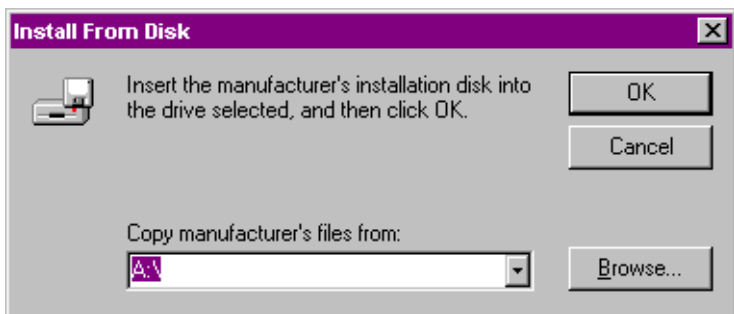 Install From Disk
Insert the manufacturer's installation disk into
the drive selected, and then click OK.
OK
Cancel
Copy manufacturer's files from:
A:\
Browse...